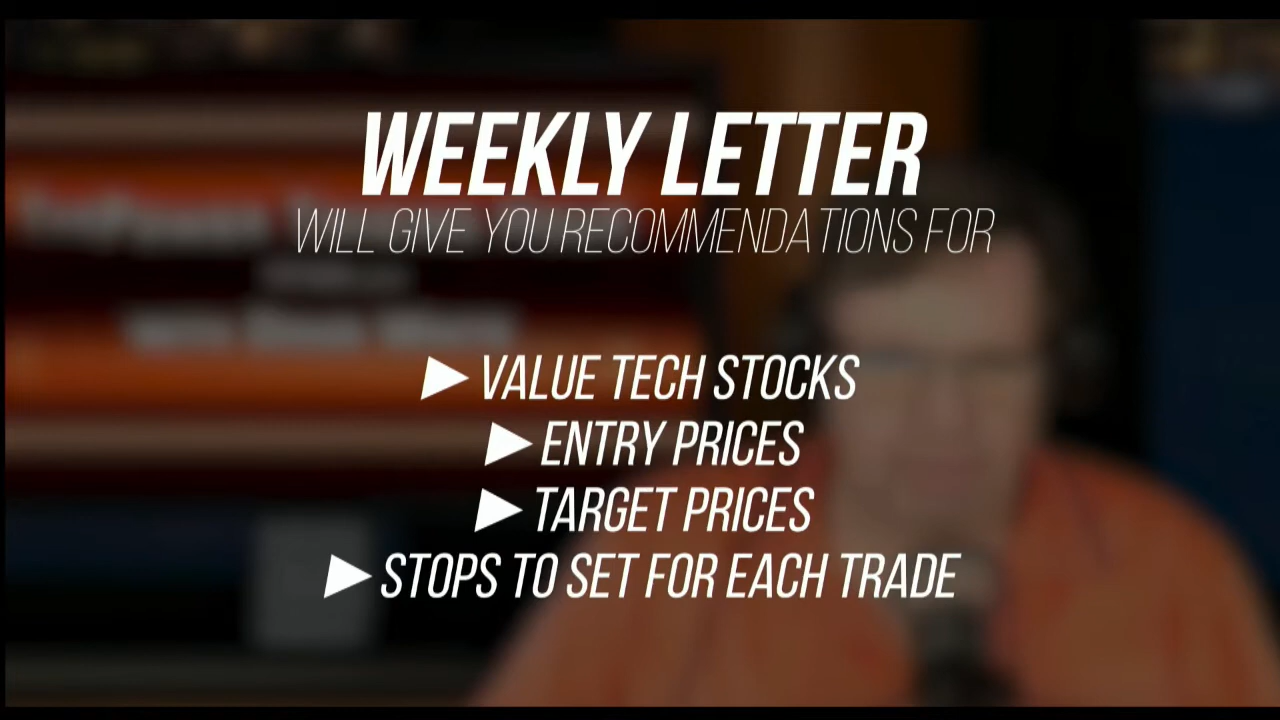 WEEKLY LETTER
WILL GIVE YOU RECOMMENDATIONS FOR
▶ VALUE TECH STOCKS
▶ ENTRY PRICES
▶ TARGET PRICES
▶ STOPS TO SET FOR EACH TRADE